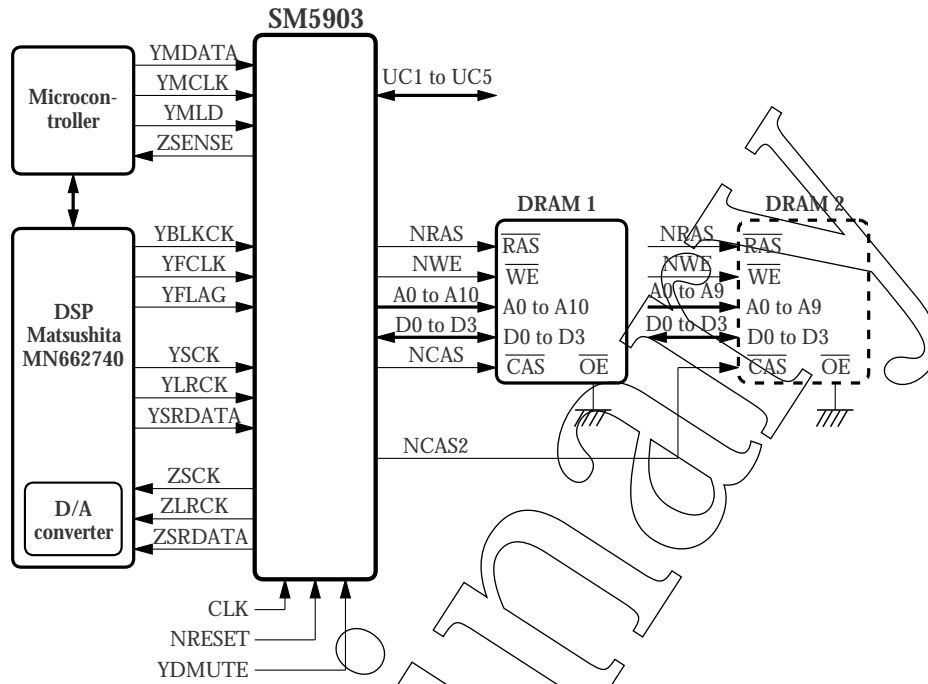 SM5903
Microcon-
troller
YMDATA
YMCLK
YMLD
ZSENSE
UC1 to UC5
DSP
Matsushita
MN662740
YBLKCK
YFCLK
YFLAG
YSCK
YLRCK
YSRDATA
ZSCK
ZLRCK
ZSRDATA
D/A
converter
NRAS
NWE
A0 to A10
D0 to D3
NCAS
NCAS2
DRAM 1
RAS
WE
A0 to A10
D0 to D3
CAS OE
NRAS
NWE
A0 to A9
D0 to D3
DRAM 2
RAS
WE
A0 to A9
D0 to D3
CAS OE
CLK
NRESET
YDMUTE
inary